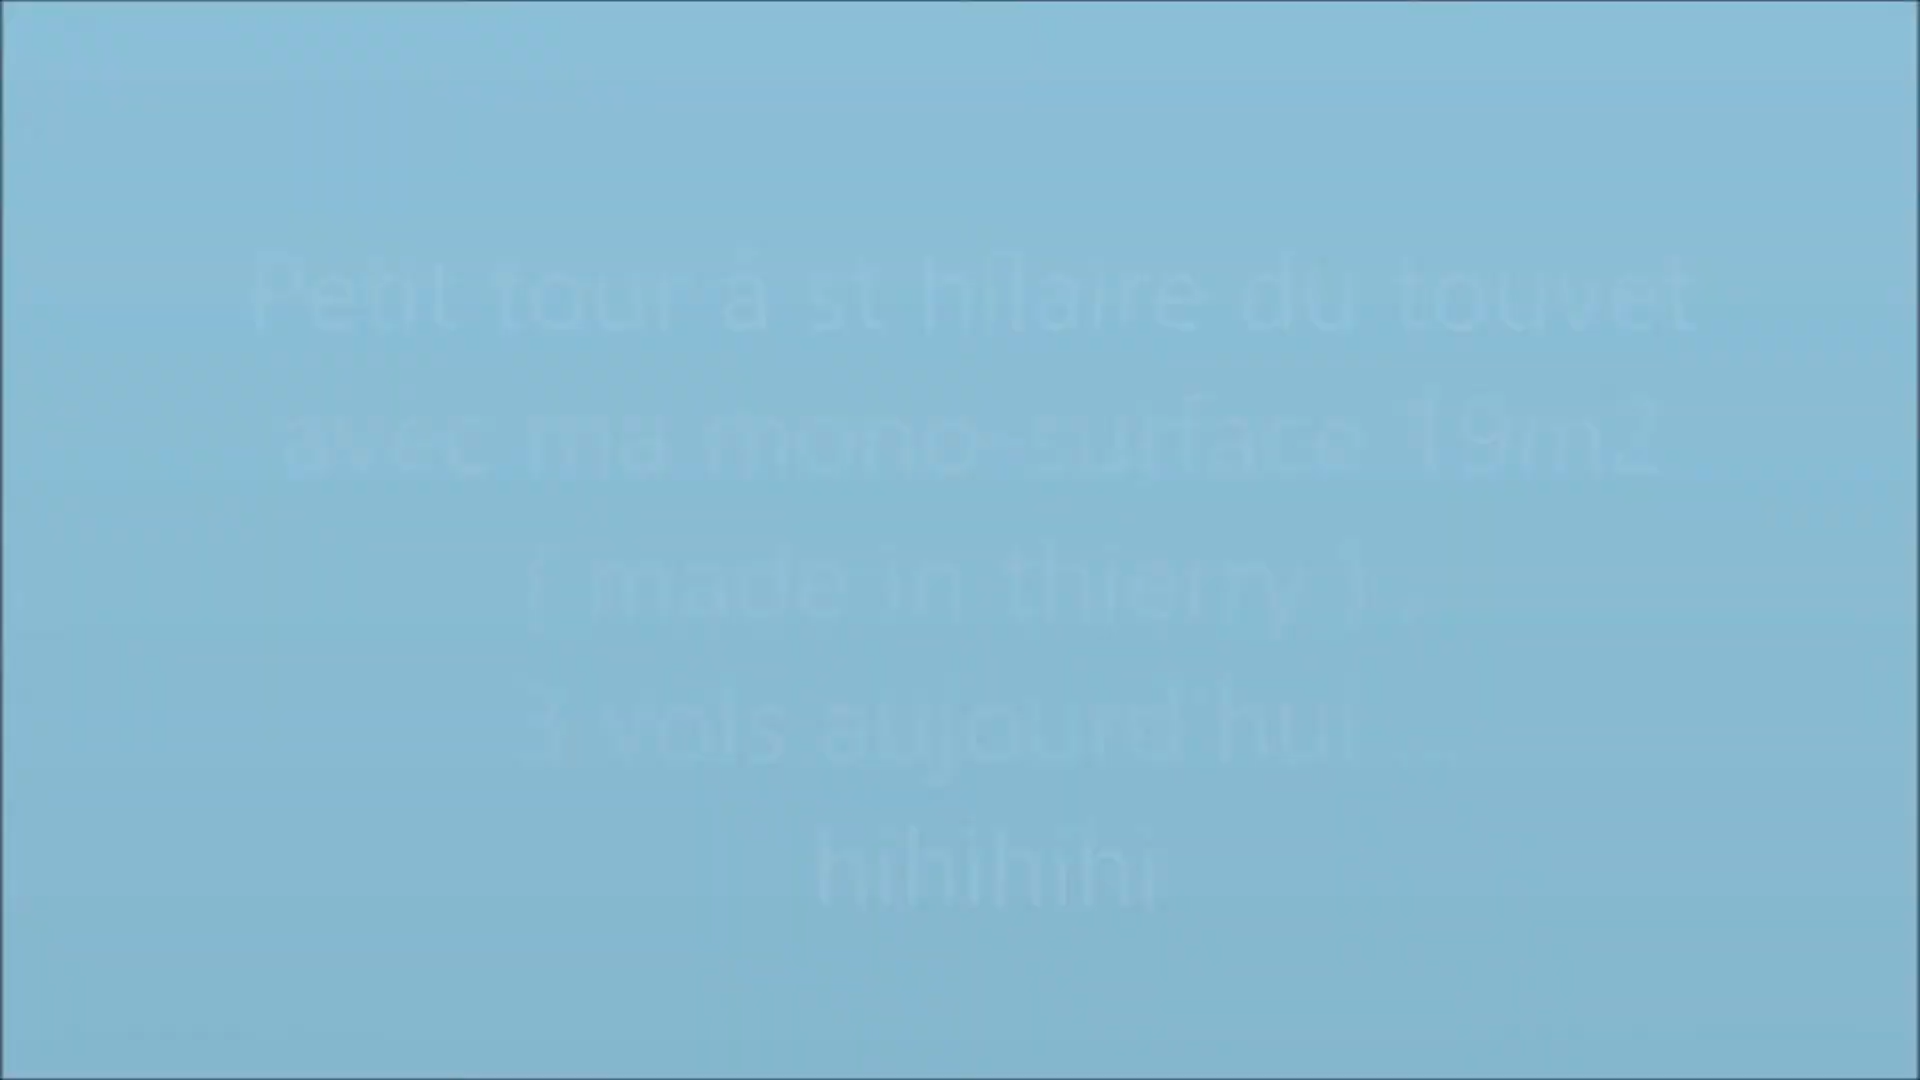 Petit tour à st hilaire du touvet
avec ma mono-surface 19m2
( made in thierry ) .
3 vols aujourd'hui ...
hihihihi